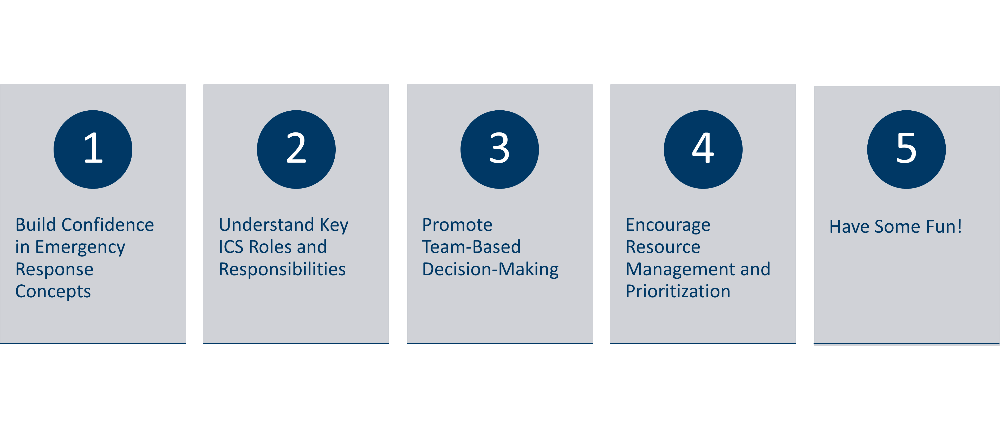 1
Build Confidence
in Emergency
Response
Concepts
2
Understand Key
ICS Roles and
Responsibilities
3
Promote
Team-Based
Decision-Making
4
Encourage
Resource
Management and
Prioritization
5
Have Some Fun!